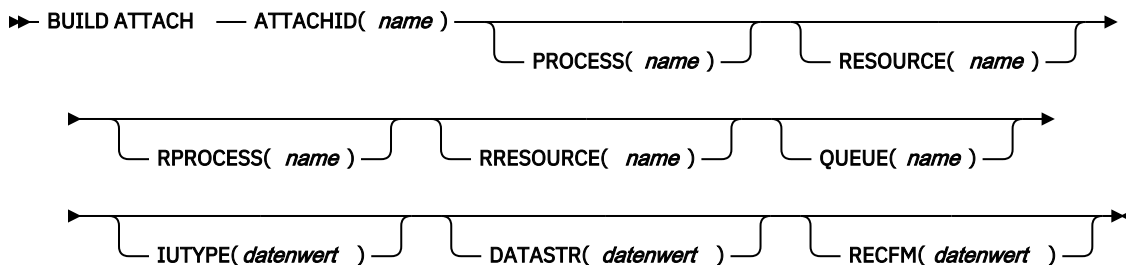 BUILD ATTACH ATTACHID( name )
PROCESS( name ) RESOURCE( name )
RPROCESS( name ) RRESOURCE( name ) QUEUE( name )
IUTYPE( datenwert ) DATASTR( datenwert ) RECFM( datenwert )